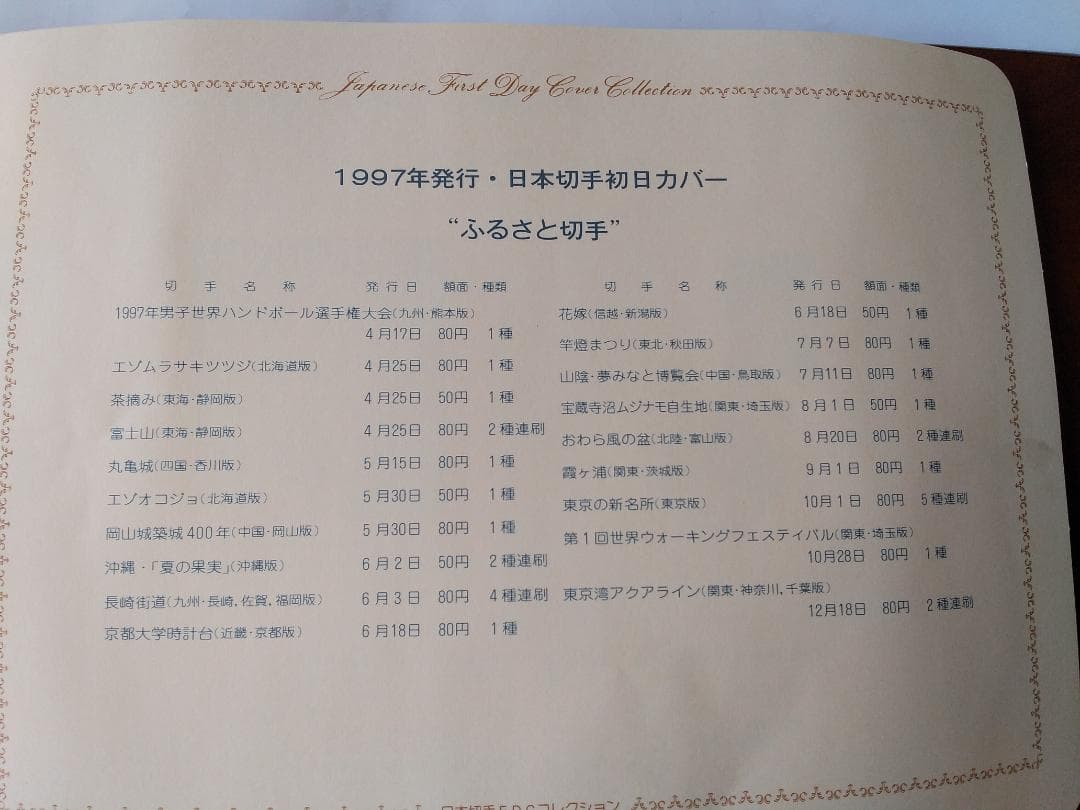 Japanese First Day Cover Collection
1997年発行・日本切手初日カバー
“ふるさと切手”
切手名称 発行日 額面・種類
1997年男子世界ハンドボール選手権大会(九州・熊本版)
4月17日 80円 1種
エゾムラサキツツジ(北海道版) 4月25日 80円 1種
茶摘み(東海・静岡版) 4月25日 50円 1種
富士山(東海・静岡版) 4月25日 80円 2種連刷
丸亀城(四国・香川版) 5月15日 80円 1種
エゾオコジョ(北海道版) 5月30日 50円 1種
岡山城築城400年(中国・岡山版) 5月30日 80円 1種
沖縄・「夏の果実」(沖縄版) 6月2日 50円 2種連刷
長崎街道(九州・長崎,佐賀,福岡版) 6月3日 80円 4種連刷
京都大学時計台(近畿・京都版) 6月18日 80円 1種
切手名称 発行日 額面・種類
花嫁(信越・新潟版) 6月18日 50円 1種
竿燈まつり(東北・秋田版) 7月7日 80円 1種
山陰・夢みなと博覧会(中国・鳥取版) 7月11日 80円 1種
宝蔵寺沼ムジナモ自生地(関東・埼玉版) 8月1日 50円 1種
おわら風の盆(北陸・富山版) 8月20日 80円 2種連刷
霞ヶ浦(関東・茨城版) 9月1日 80円 1種
東京の新名所(東京版) 10月1日 80円 5種連刷
第1回世界ウォーキングフェスティバル(関東・埼玉版)
10月28日 80円 1種
東京湾アクアライン(関東・神奈川,千葉版)
12月18日 80円 2種連刷
日本切手FDCコレクション